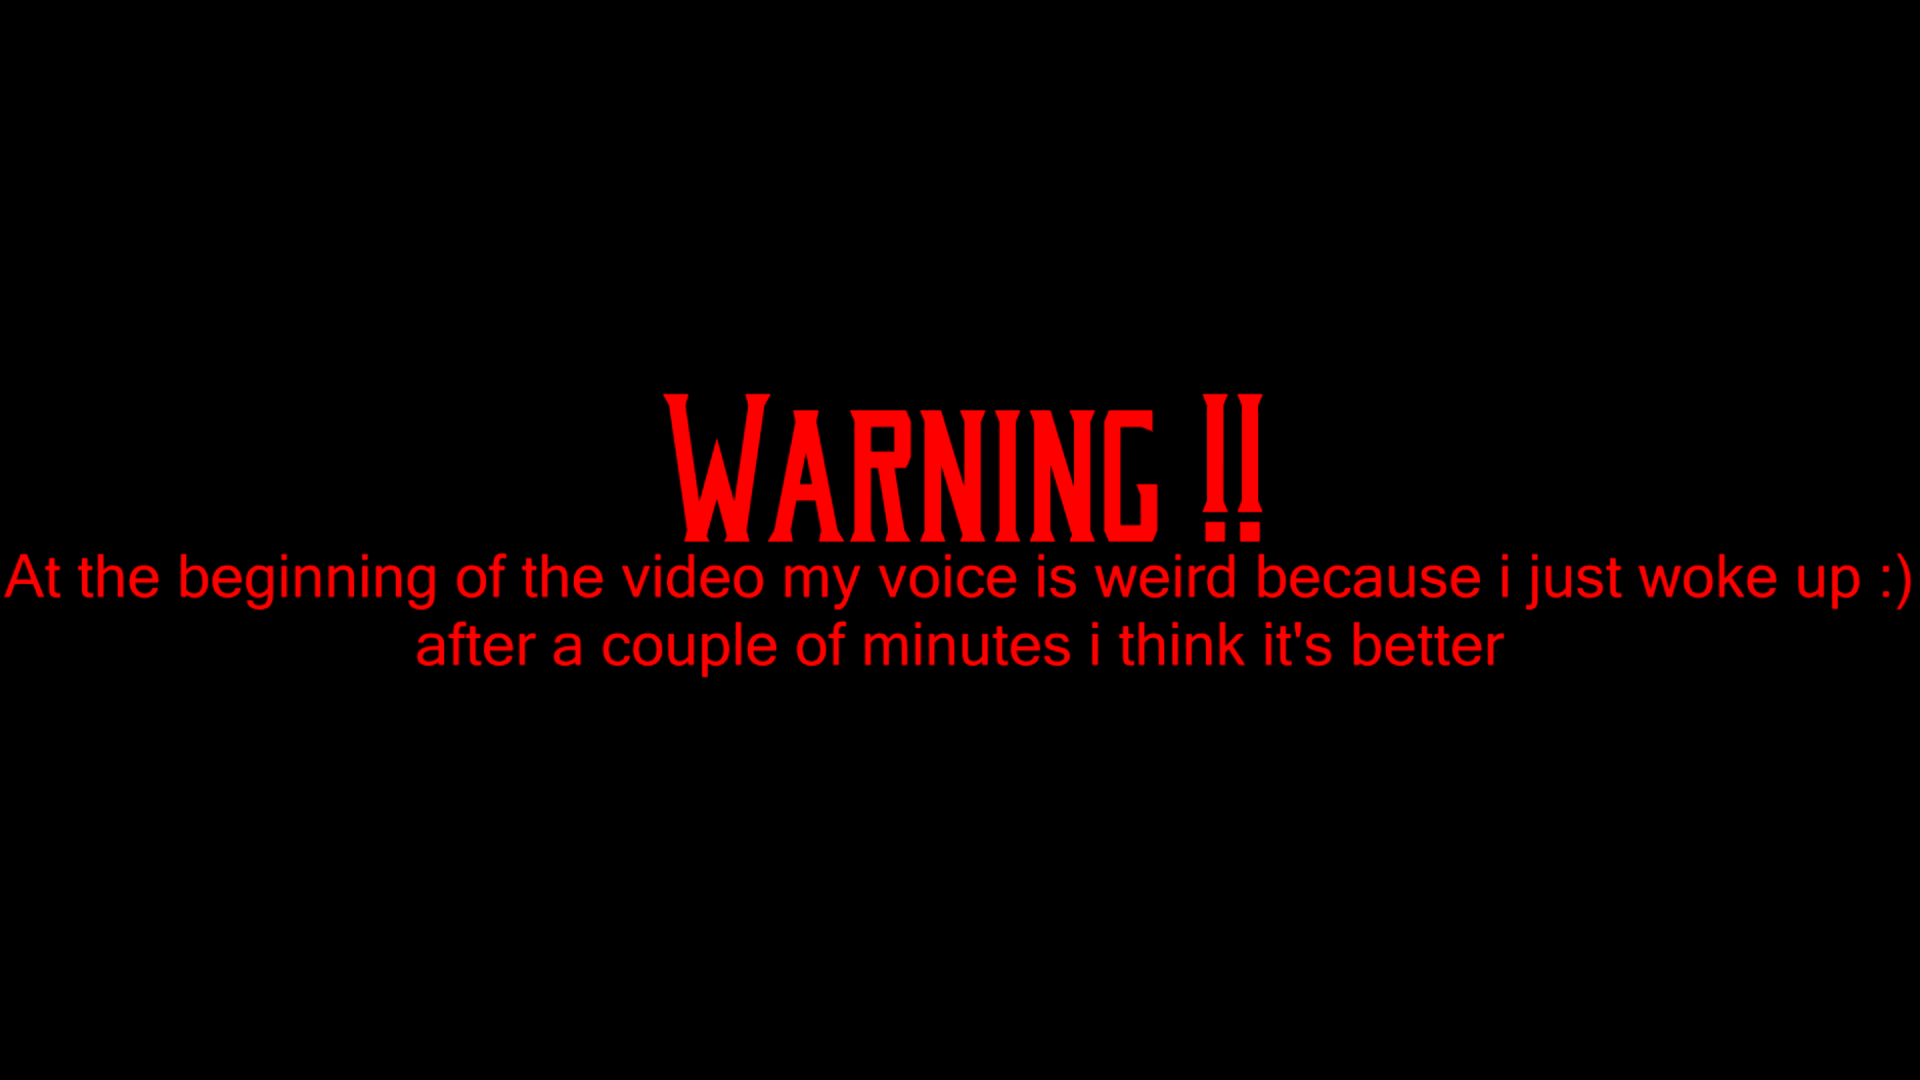 Warning !!
At the beginning of the video my voice is weird because i just woke up :)
after a couple of minutes i think it's better